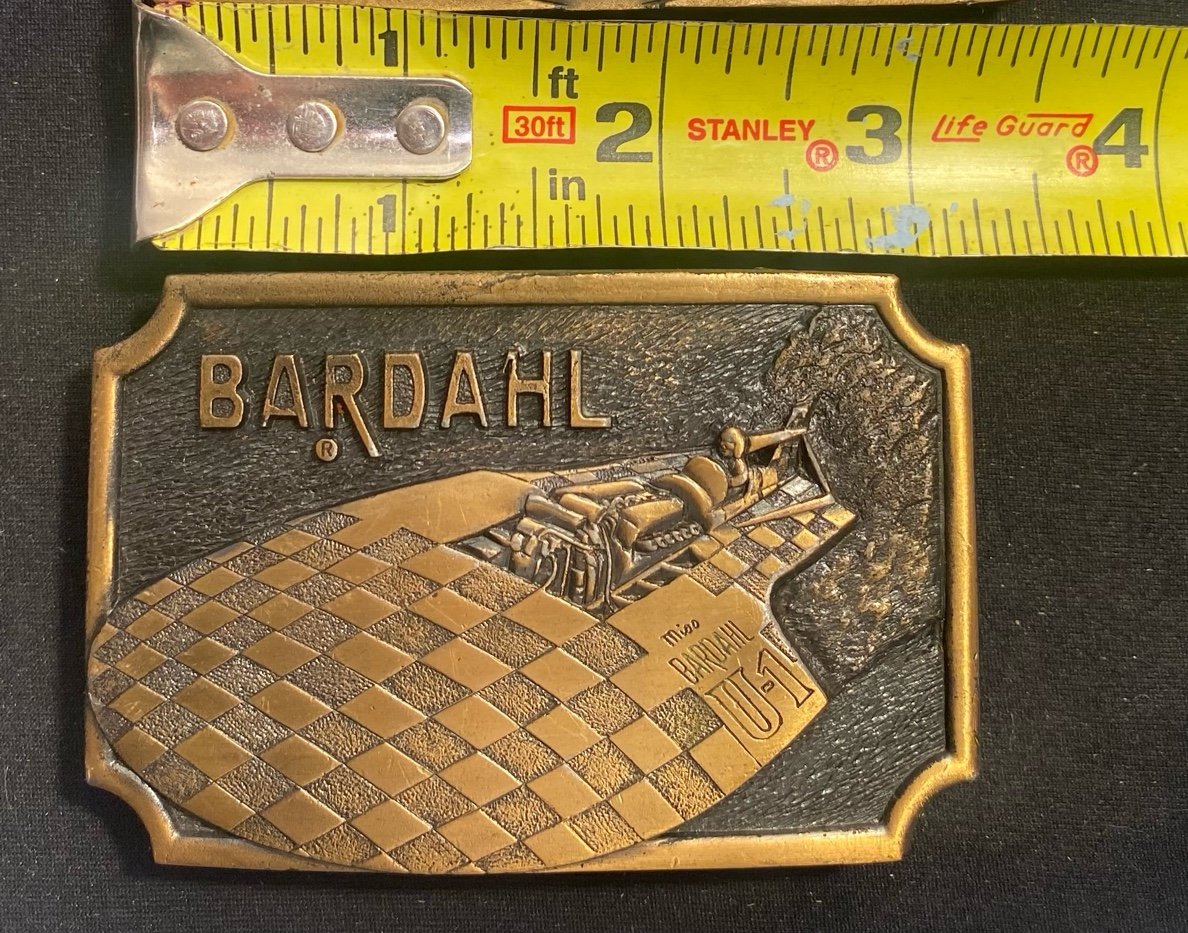 1
ft
30ft 2 STANLEY® 3 Life Guard® 4
in
1
BARDAHL
®
Miss
BARDAHL
U-1